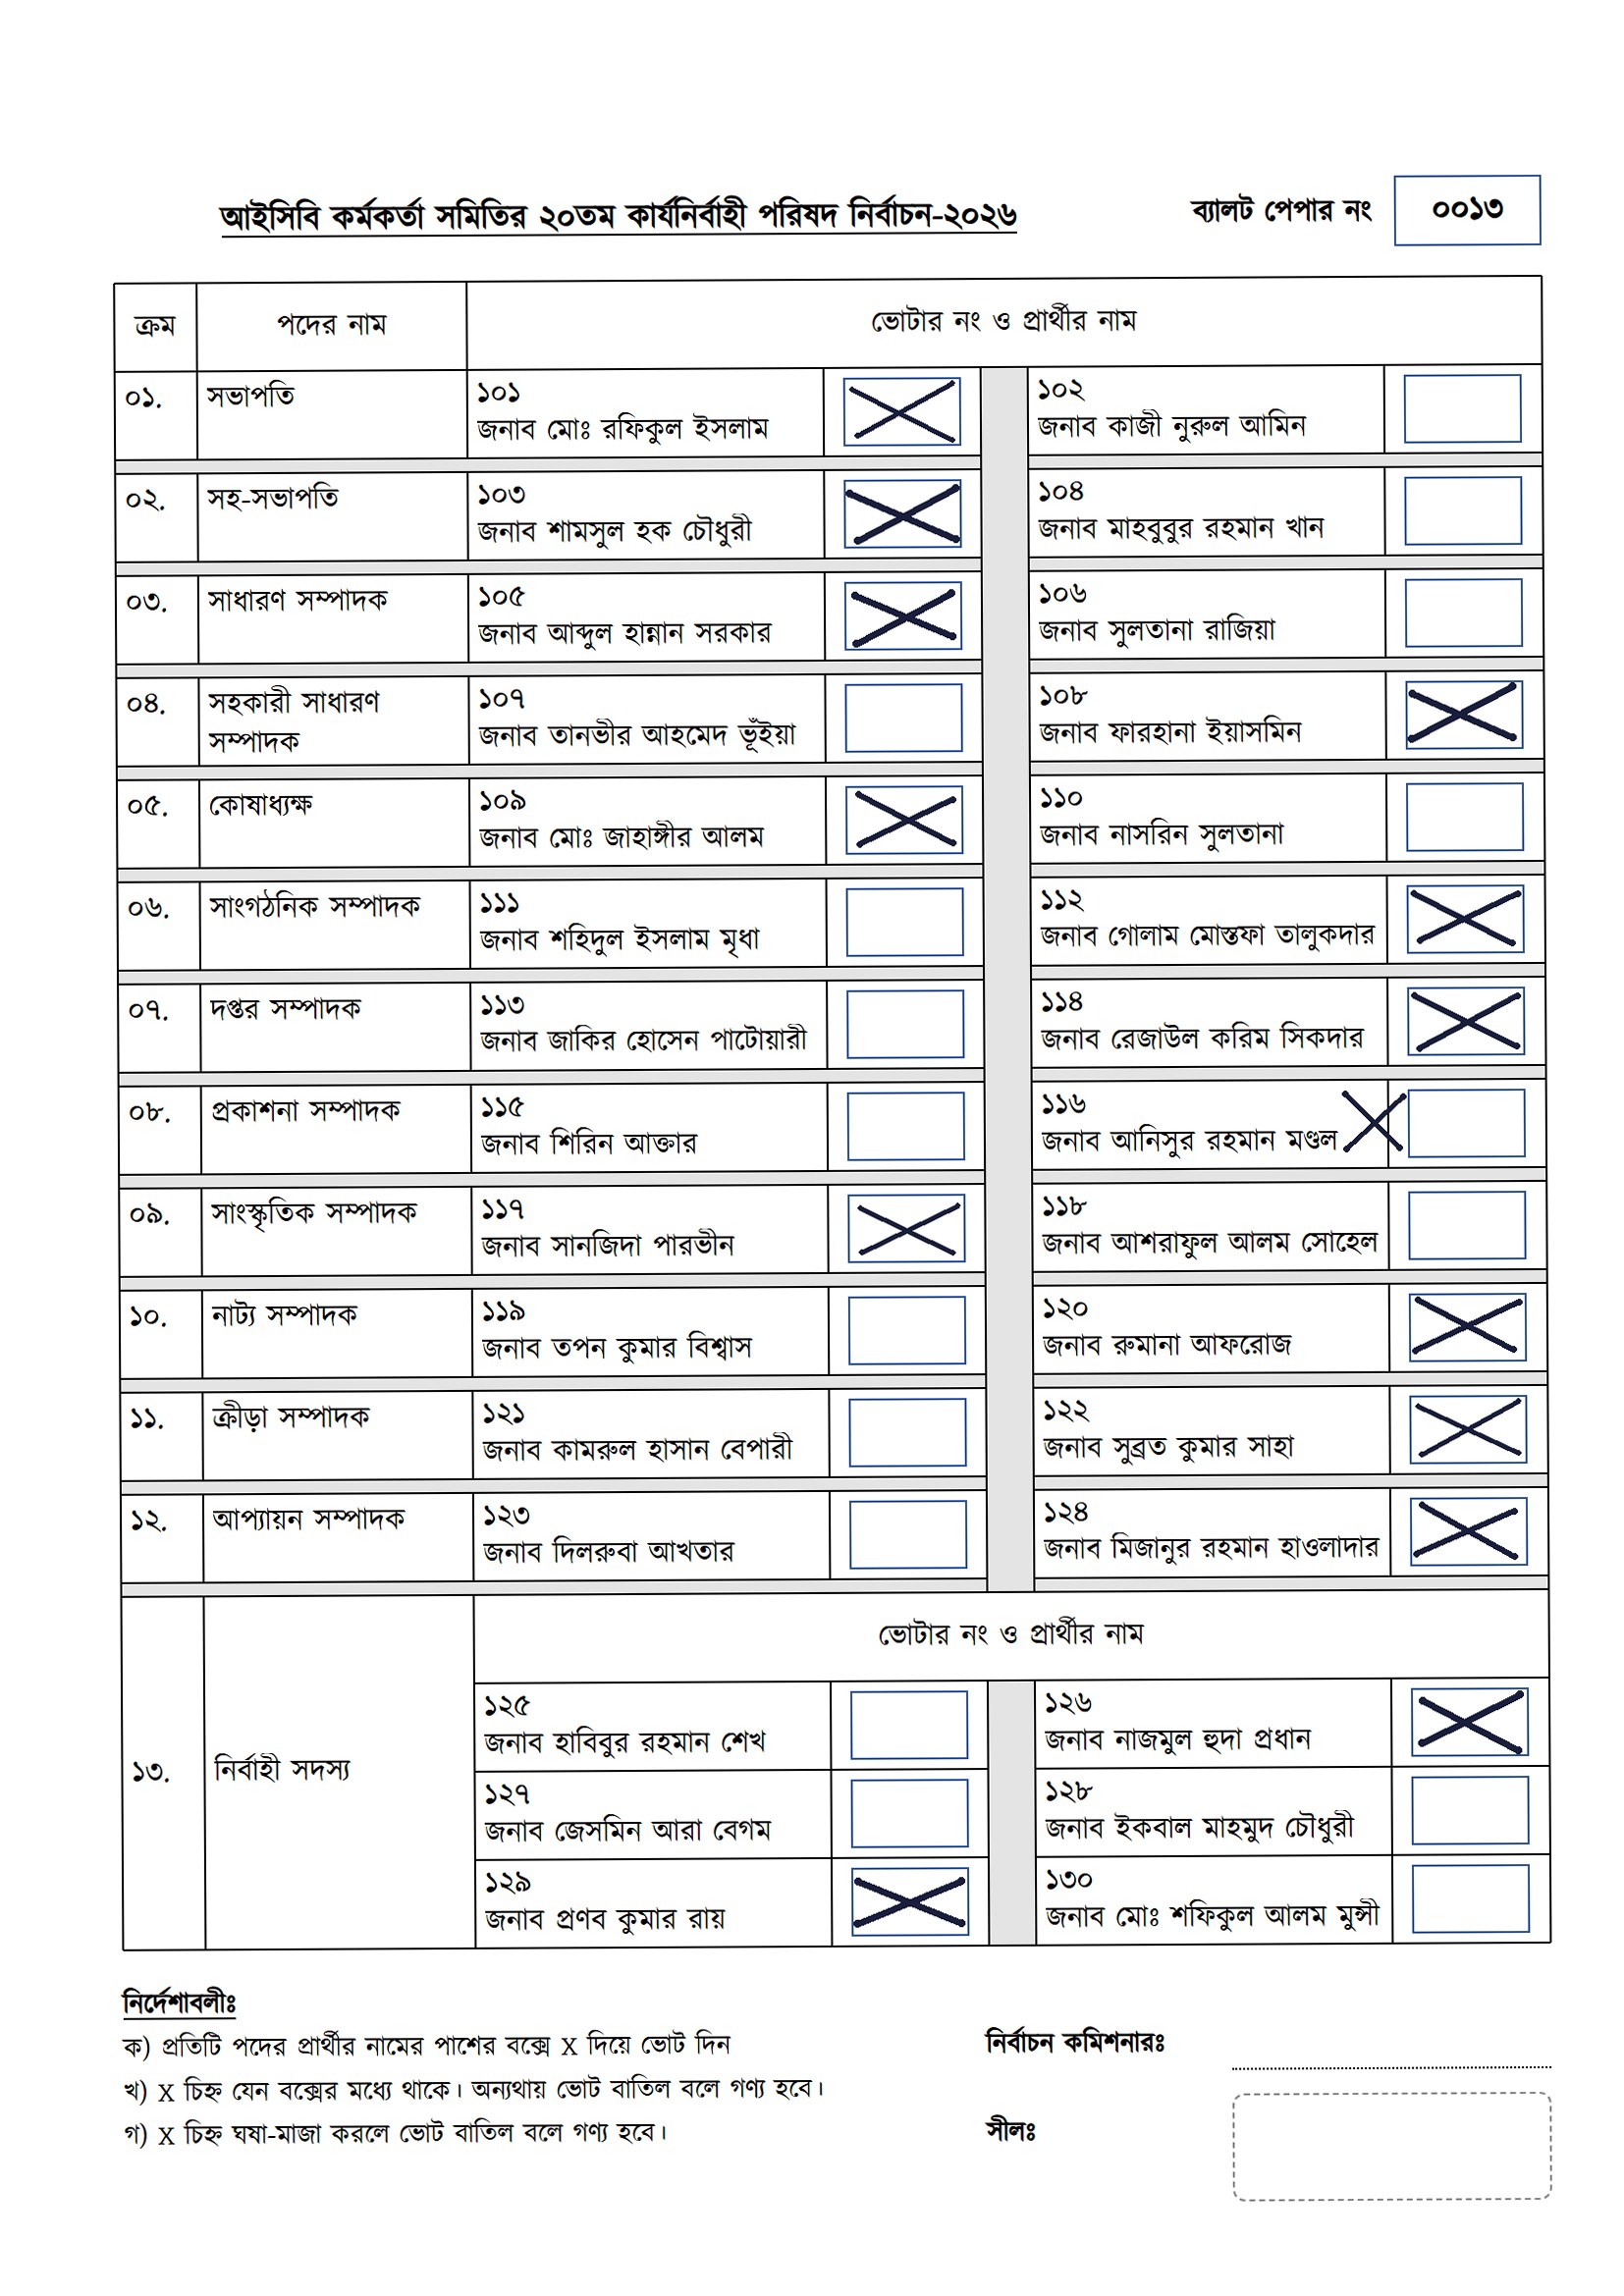 আইসিবি কর্মকর্তা সমিতির ২০তম কার্যনির্বাহী পরিষদ নির্বাচন-২০২৬
ব্যালট পেপার নং ০০১৩
ক্রম পদের নাম ভোটার নং ও প্রার্থীর নাম
০১. সভাপতি ১০১ ১০২
জনাব মোঃ রফিকুল ইসলাম জনাব কাজী নুরুল আমিন
০২. সহ-সভাপতি ১০৩ ১০৪
জনাব শামসুল হক চৌধুরী জনাব মাহবুবুর রহমান খান
০৩. সাধারণ সম্পাদক ১০৫ ১০৬
জনাব আব্দুল হান্নান সরকার জনাব সুলতানা রাজিয়া
০৪. সহকারী সাধারণ ১০৭ ১০৮
সম্পাদক জনাব তানভীর আহমেদ ভূঁইয়া জনাব ফারহানা ইয়াসমিন
০৫. কোষাধ্যক্ষ ১০৯ ১১০
জনাব মোঃ জাহাঙ্গীর আলম জনাব নাসরিন সুলতানা
০৬. সাংগঠনিক সম্পাদক ১১১ ১১২
জনাব শহিদুল ইসলাম মৃধা জনাব গোলাম মোস্তফা তালুকদার
০৭. দপ্তর সম্পাদক ১১৩ ১১৪
জনাব জাকির হোসেন পাটোয়ারী জনাব রেজাউল করিম সিকদার
০৮. প্রকাশনা সম্পাদক ১১৫ ১১৬
জনাব শিরিন আক্তার জনাব আনিসুর রহমান মণ্ডল
০৯. সাংস্কৃতিক সম্পাদক ১১৭ ১১৮
জনাব সানজিদা পারভীন জনাব আশরাফুল আলম সোহেল
১০. নাট্য সম্পাদক ১১৯ ১২০
জনাব তপন কুমার বিশ্বাস জনাব রুমানা আফরোজ
১১. ক্রীড়া সম্পাদক ১২১ ১২২
জনাব কামরুল হাসান বেপারী জনাব সুব্রত কুমার সাহা
১২. আপ্যায়ন সম্পাদক ১২৩ ১২৪
জনাব দিলরুবা আখতার জনাব মিজানুর রহমান হাওলাদার
ভোটার নং ও প্রার্থীর নাম
১২৫ ১২৬
জনাব হাবিবুর রহমান শেখ জনাব নাজমুল হুদা প্রধান
১৩. নির্বাহী সদস্য ১২৭ ১২৮
জনাব জেসমিন আরা বেগম জনাব ইকবাল মাহমুদ চৌধুরী
১২৯ ১৩০
জনাব প্রণব কুমার রায় জনাব মোঃ শফিকুল আলম মুন্সী
নির্দেশাবলীঃ
ক) প্রতিটি পদের প্রার্থীর নামের পাশের বক্সে x দিয়ে ভোট দিন
খ) x চিহ্ন যেন বক্সের মধ্যে থাকে। অন্যথায় ভোট বাতিল বলে গণ্য হবে।
গ) x চিহ্ন ঘষা-মাজা করলে ভোট বাতিল বলে গণ্য হবে।
নির্বাচন কমিশনারঃ
সীলঃ